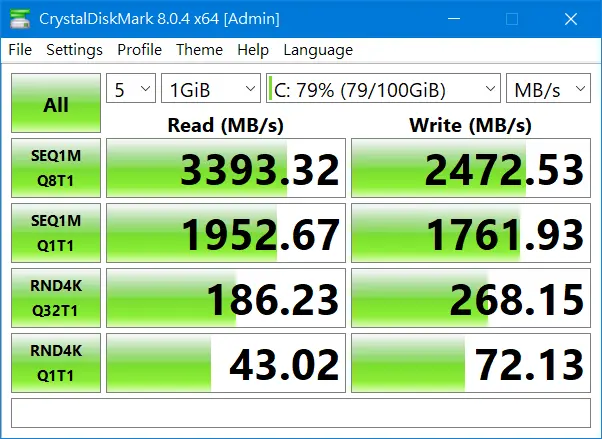 CrystalDiskMark 8.0.4 x64 [Admin]
File Settings Profile Theme Help Language
All 5 1GiB C: 79% (79/100GiB) MB/s
Read (MB/s) Write (MB/s)
SEQ1M
Q8T1 3393.32 2472.53
SEQ1M
Q1T1 1952.67 1761.93
RND4K
Q32T1 186.23 268.15
RND4K
Q1T1 43.02 72.13